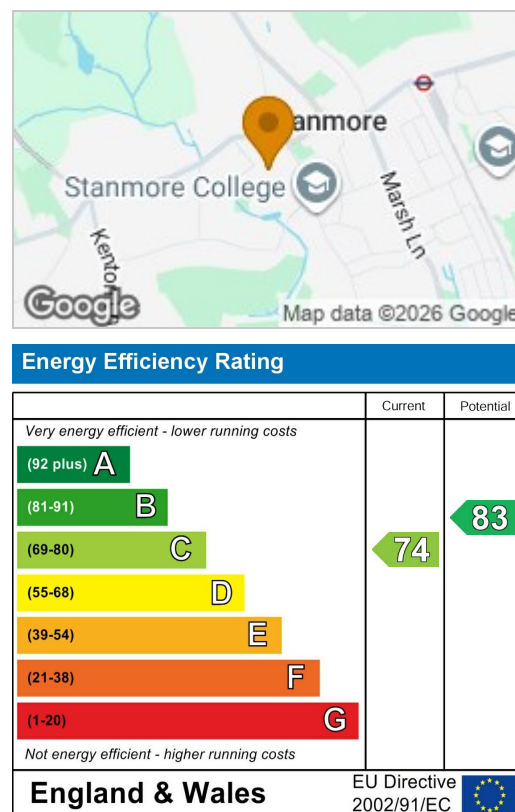 Stanmore
Stanmore College
Marsh Ln
Google
Map data ©2026 Google
Energy Efficiency Rating
Current Potential
Very energy efficient - lower running costs
(92 plus) A
(81-91) B
83
(69-80) C
74
(55-68) D
(39-54) E
(21-38) F
(1-20) G
Not energy efficient - higher running costs
England & Wales
EU Directive
2002/91/EC